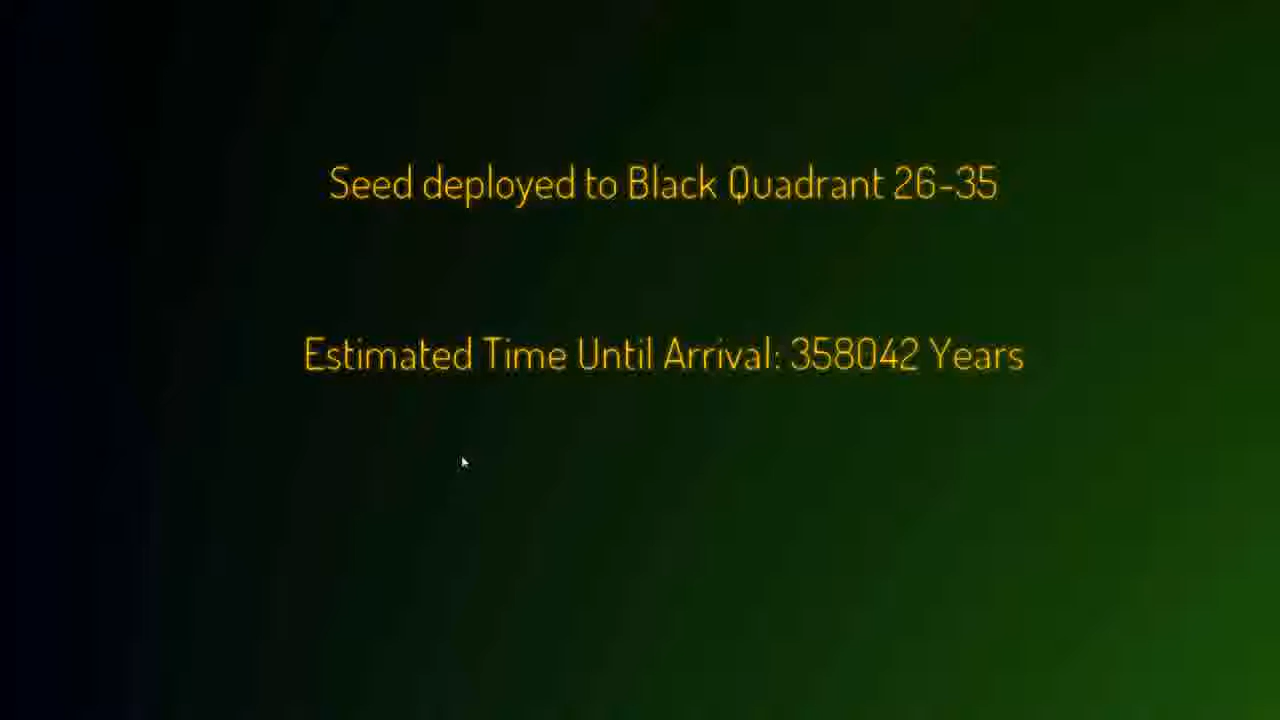 Seed deployed to Black Quadrant 26-35
Estimated Time Until Arrival: 358042 Years